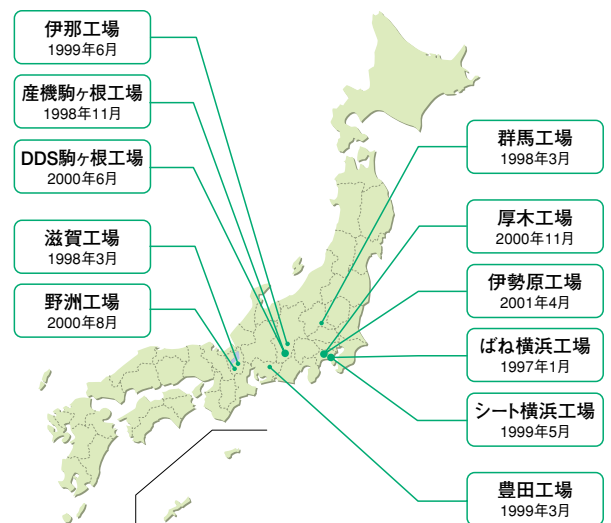 伊那工場
1999年6月
産機駒ヶ根工場
1998年11月
DDS駒ヶ根工場
2000年6月
滋賀工場
1998年3月
野洲工場
2000年8月
群馬工場
1998年3月
厚木工場
2000年11月
伊勢原工場
2001年4月
ばね横浜工場
1997年1月
シート横浜工場
1999年5月
豊田工場
1999年3月